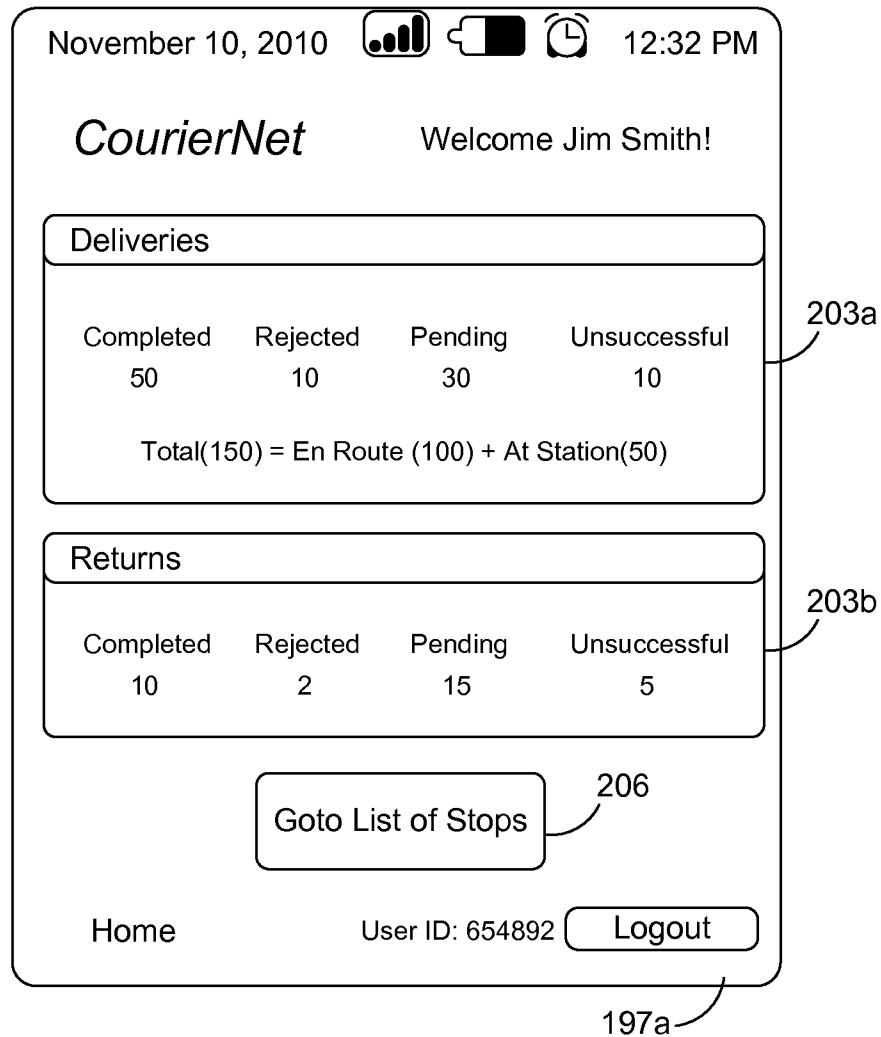 November 10, 2010 12:32 PM
CourierNet Welcome Jim Smith!
Deliveries
203a
Completed Rejected Pending Unsuccessful
50 10 30 10
Total(150) = En Route (100) + At Station(50)
Returns
203b
Completed Rejected Pending Unsuccessful
10 2 15 5
206
Goto List of Stops
Home User ID: 654892 Logout
197a